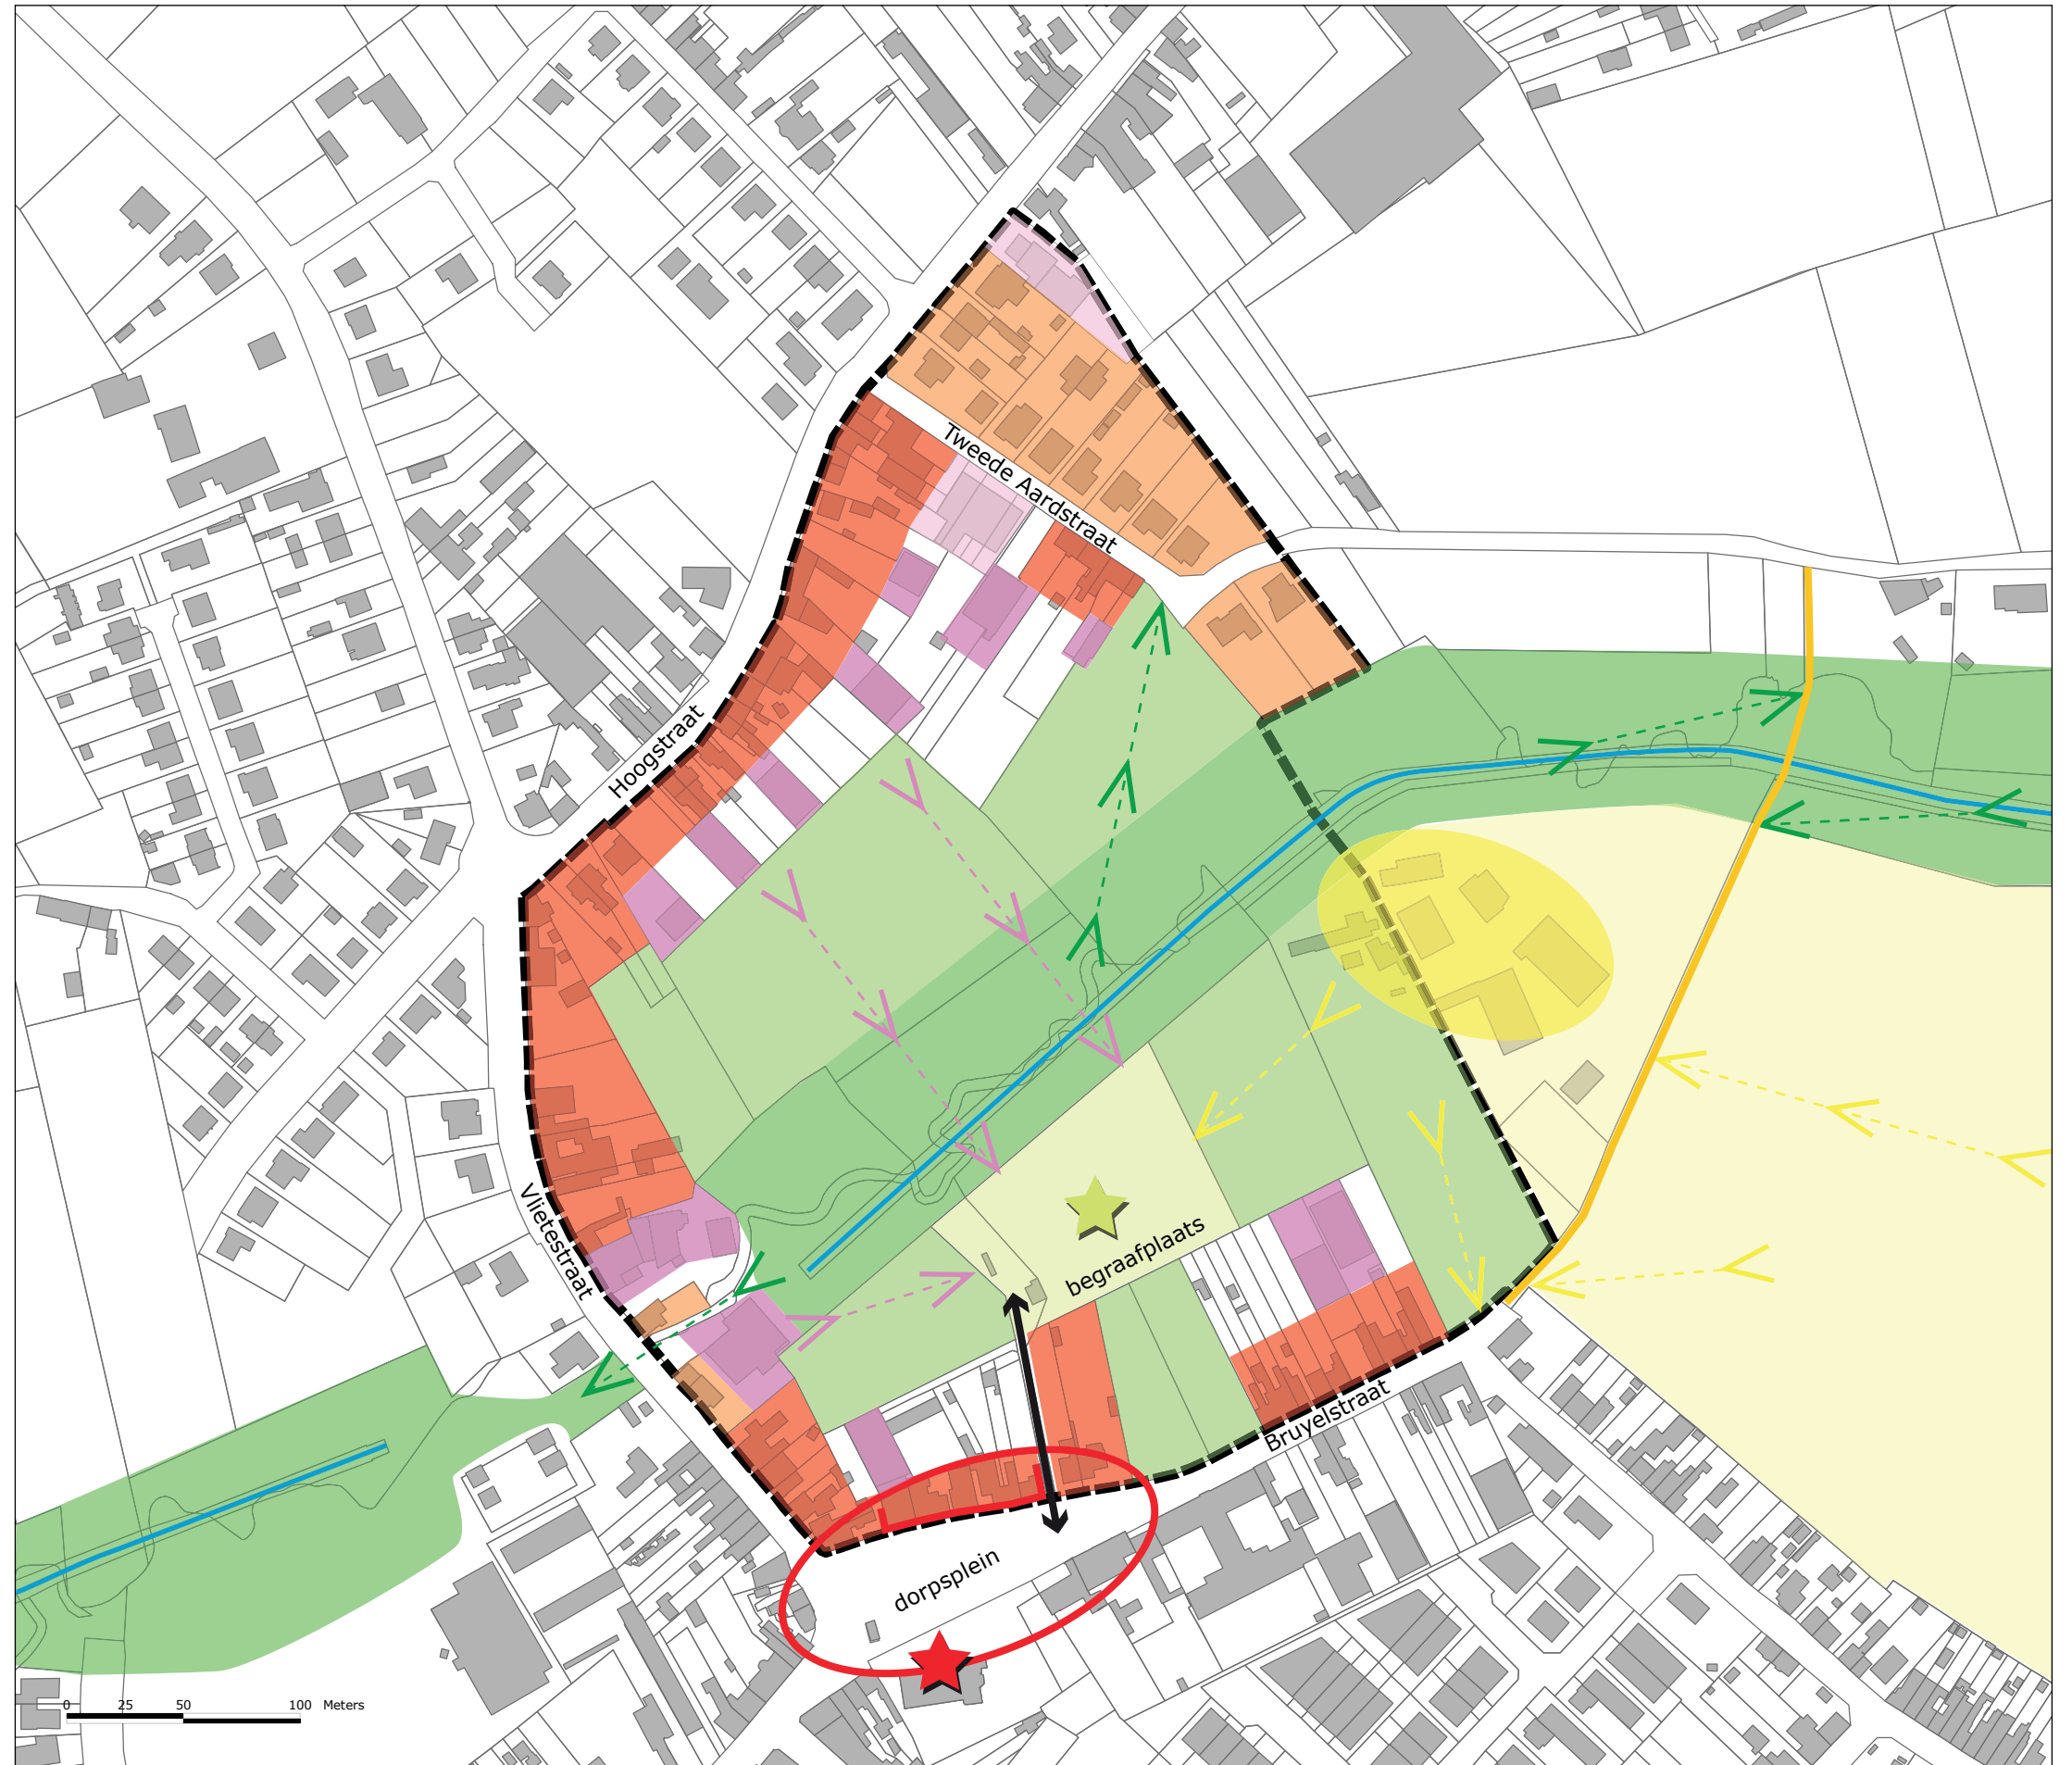 Tweede Aardstraat
Hoogstraat
Vlietestraat
begraafplaats
Bruyelstraat
dorpsplein
0 25 50 100 Meters